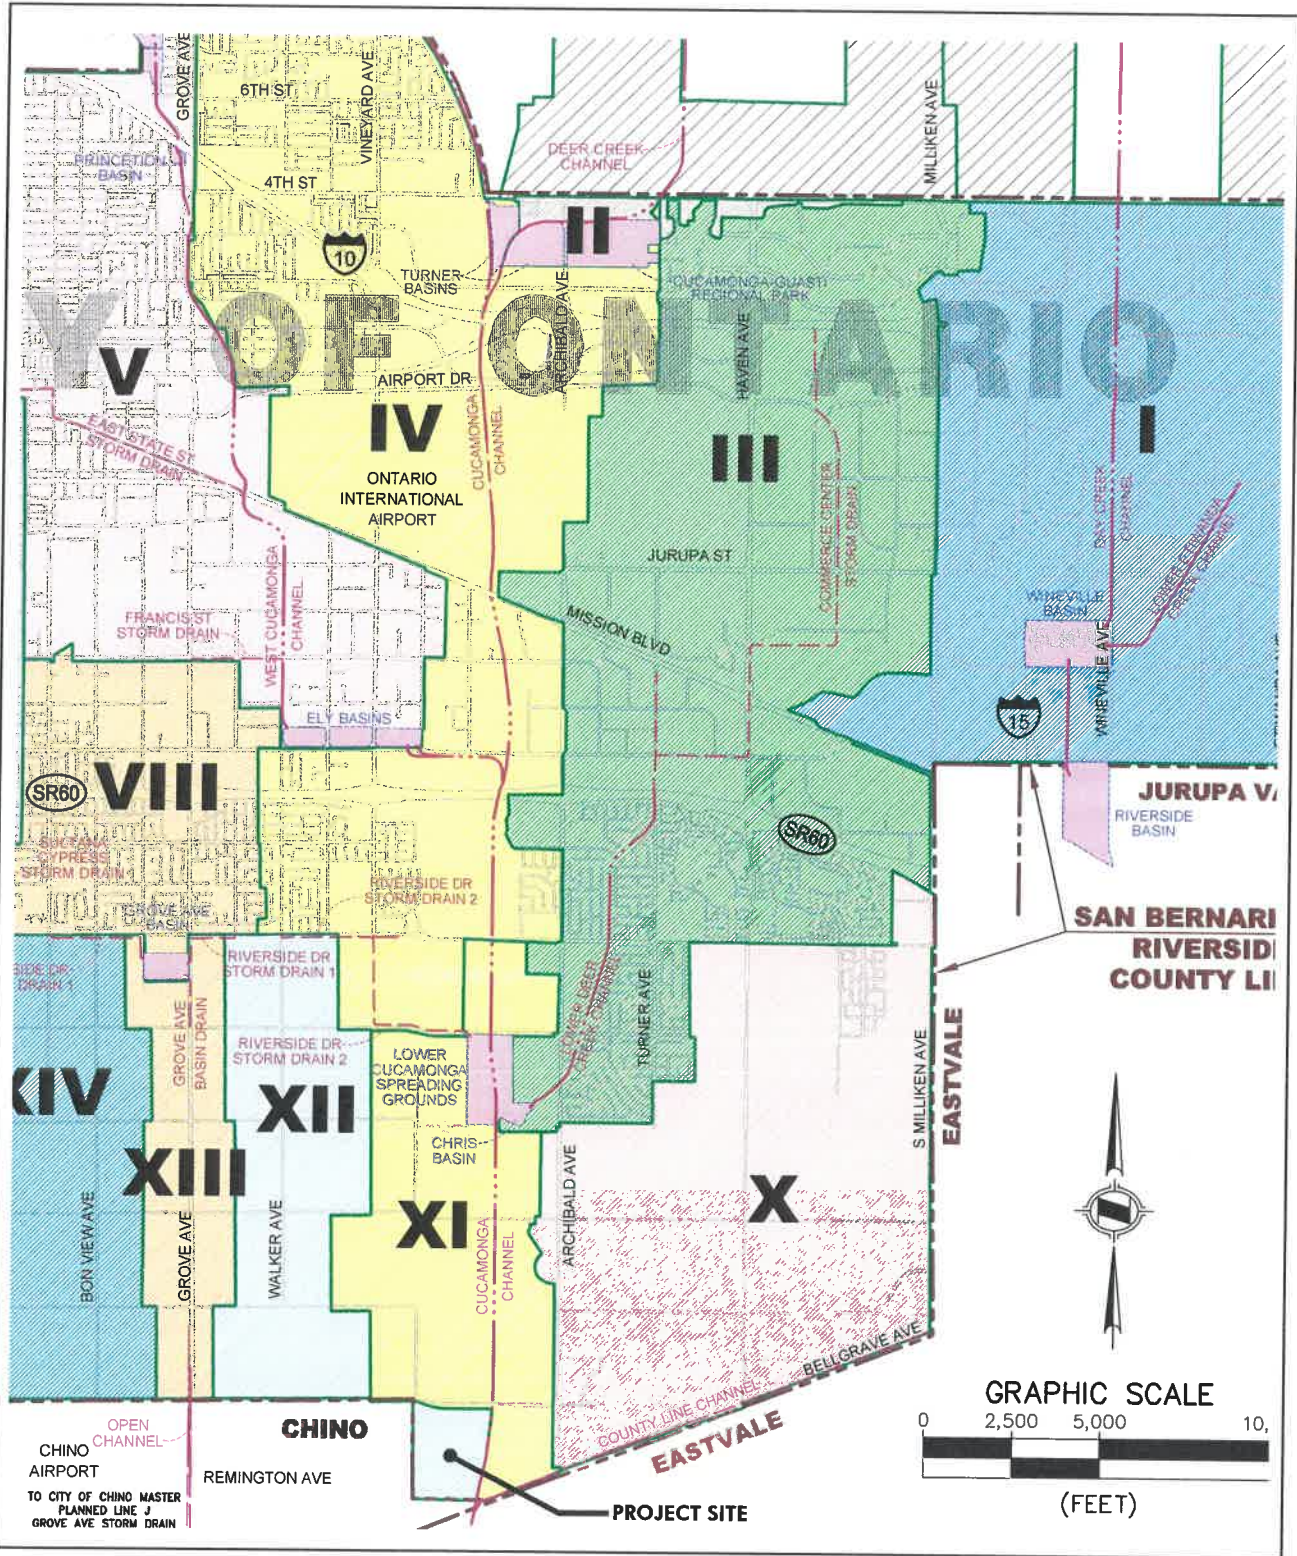 GROVE AVE
6TH ST
VINEYARD AVE
4TH ST
PRINCETION
BASIN
10
DEER CREEK
CHANNEL
MILLIKEN AVE
II
TURNER
BASINS
ARCHIBALD AVE
CUCAMONGA-GUASTI
REGIONAL PARK
HAVEN AVE
Y OF ONTARIO
V
AIRPORT DR
IV
CUCAMONGA
CHANNEL
III
I
EAST STATE ST
STORM DRAIN
ONTARIO
INTERNATIONAL
AIRPORT
COMMERCE CENTER
STORM DRAIN
DAY CREEK
CHANNEL
LOWER ETIWANDA
CREEK CHANNEL
JURUPA ST
MISSION BLVD
WEST CUCAMONGA
CHANNEL
FRANCIS ST
STORM DRAIN
WINEVILLE
BASIN
WINEVILLE AVE
15
ELY BASINS
SR60
VIII
SULTANA
CYPRESS
STORM DRAIN
GROVE AVE
BASIN
RIVERSIDE DR
STORM DRAIN 2
SR60
JURUPA VA
RIVERSIDE
BASIN
SAN BERNARI
RIVERSIDI
COUNTY LI
SIDE DR
DRAIN 1
RIVERSIDE DR
STORM DRAIN 1
GROVE AVE
BASIN DRAIN
RIVERSIDE DR
STORM DRAIN 2
LOWER
CUCAMONGA
SPREADING
GROUNDS
LOWER DEER
CREEK CHANNEL
TURNER AVE
S MILLIKEN AVE
EASTVALE
XIV
XII
XIII
CHRIS
BASIN
XI
X
BON VIEW AVE
GROVE AVE
WALKER AVE
CUCAMONGA
CHANNEL
ARCHIBALD AVE
BELLGRAVE AVE
COUNTY LINE CHANNEL
EASTVALE
OPEN
CHANNEL
CHINO
CHINO
AIRPORT
REMINGTON AVE
TO CITY OF CHINO MASTER
PLANNED LINE J
GROVE AVE STORM DRAIN
PROJECT SITE
GRAPHIC SCALE
0 2,500 5,000 10,
(FEET)